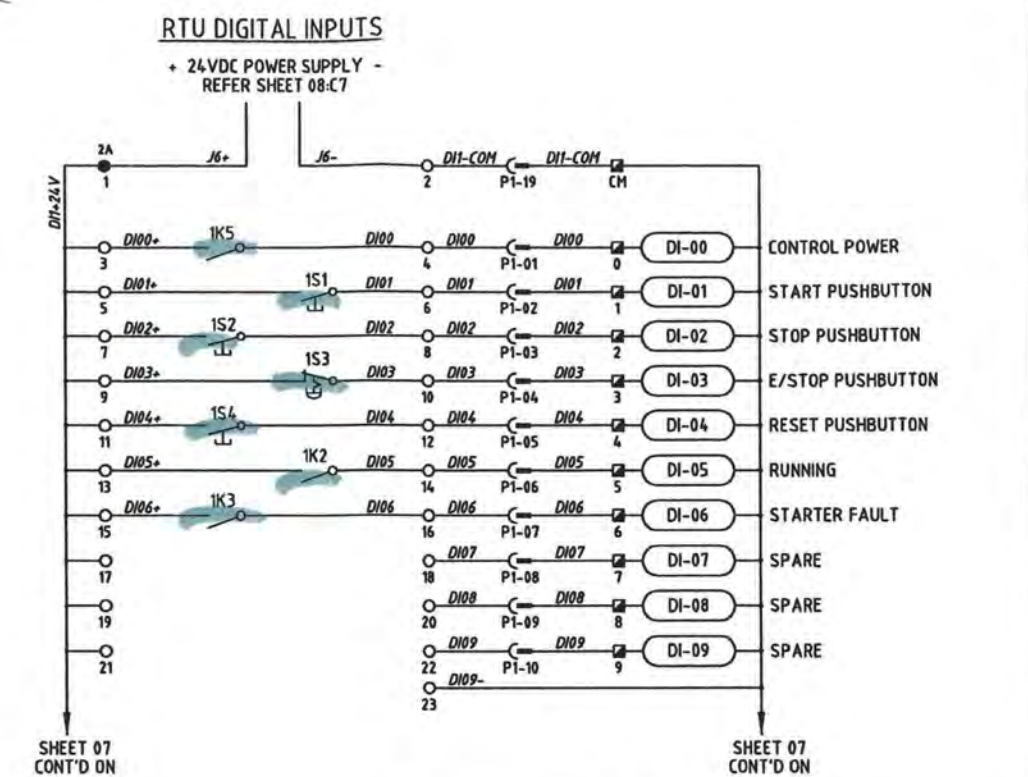 RTU DIGITAL INPUTS
+ 24VDC POWER SUPPLY -
REFER SHEET 08:C7
2A J6+ J6- DI1-COM DI1-COM
1 2 P1-19 CM
DI1+24V
DI00+ 1K5 DI00 DI00 DI00 DI-00 CONTROL POWER
3 4 P1-01 0
DI01+ 1S1 DI01 DI01 DI01 DI-01 START PUSHBUTTON
5 6 P1-02 1
DI02+ 1S2 DI02 DI02 DI02 DI-02 STOP PUSHBUTTON
7 8 P1-03 2
DI03+ 1S3 DI03 DI03 DI03 DI-03 E/STOP PUSHBUTTON
9 10 P1-04 3
DI04+ 1S4 DI04 DI04 DI04 DI-04 RESET PUSHBUTTON
11 12 P1-05 4
DI05+ 1K2 DI05 DI05 DI05 DI-05 RUNNING
13 14 P1-06 5
DI06+ 1K3 DI06 DI06 DI06 DI-06 STARTER FAULT
15 16 P1-07 6
DI07 DI07 DI-07 SPARE
17 18 P1-08 7
DI08 DI08 DI-08 SPARE
19 20 P1-09 8
DI09 DI09 DI-09 SPARE
21 22 P1-10 9
DI09-
23
SHEET 07 SHEET 07
CONT'D ON CONT'D ON